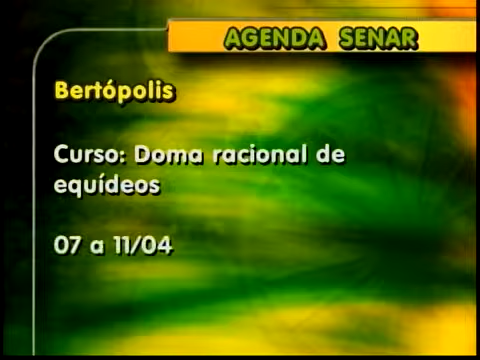 AGENDA SENAR
Bertópolis
Curso: Doma racional de
equídeos
07 a 11/04